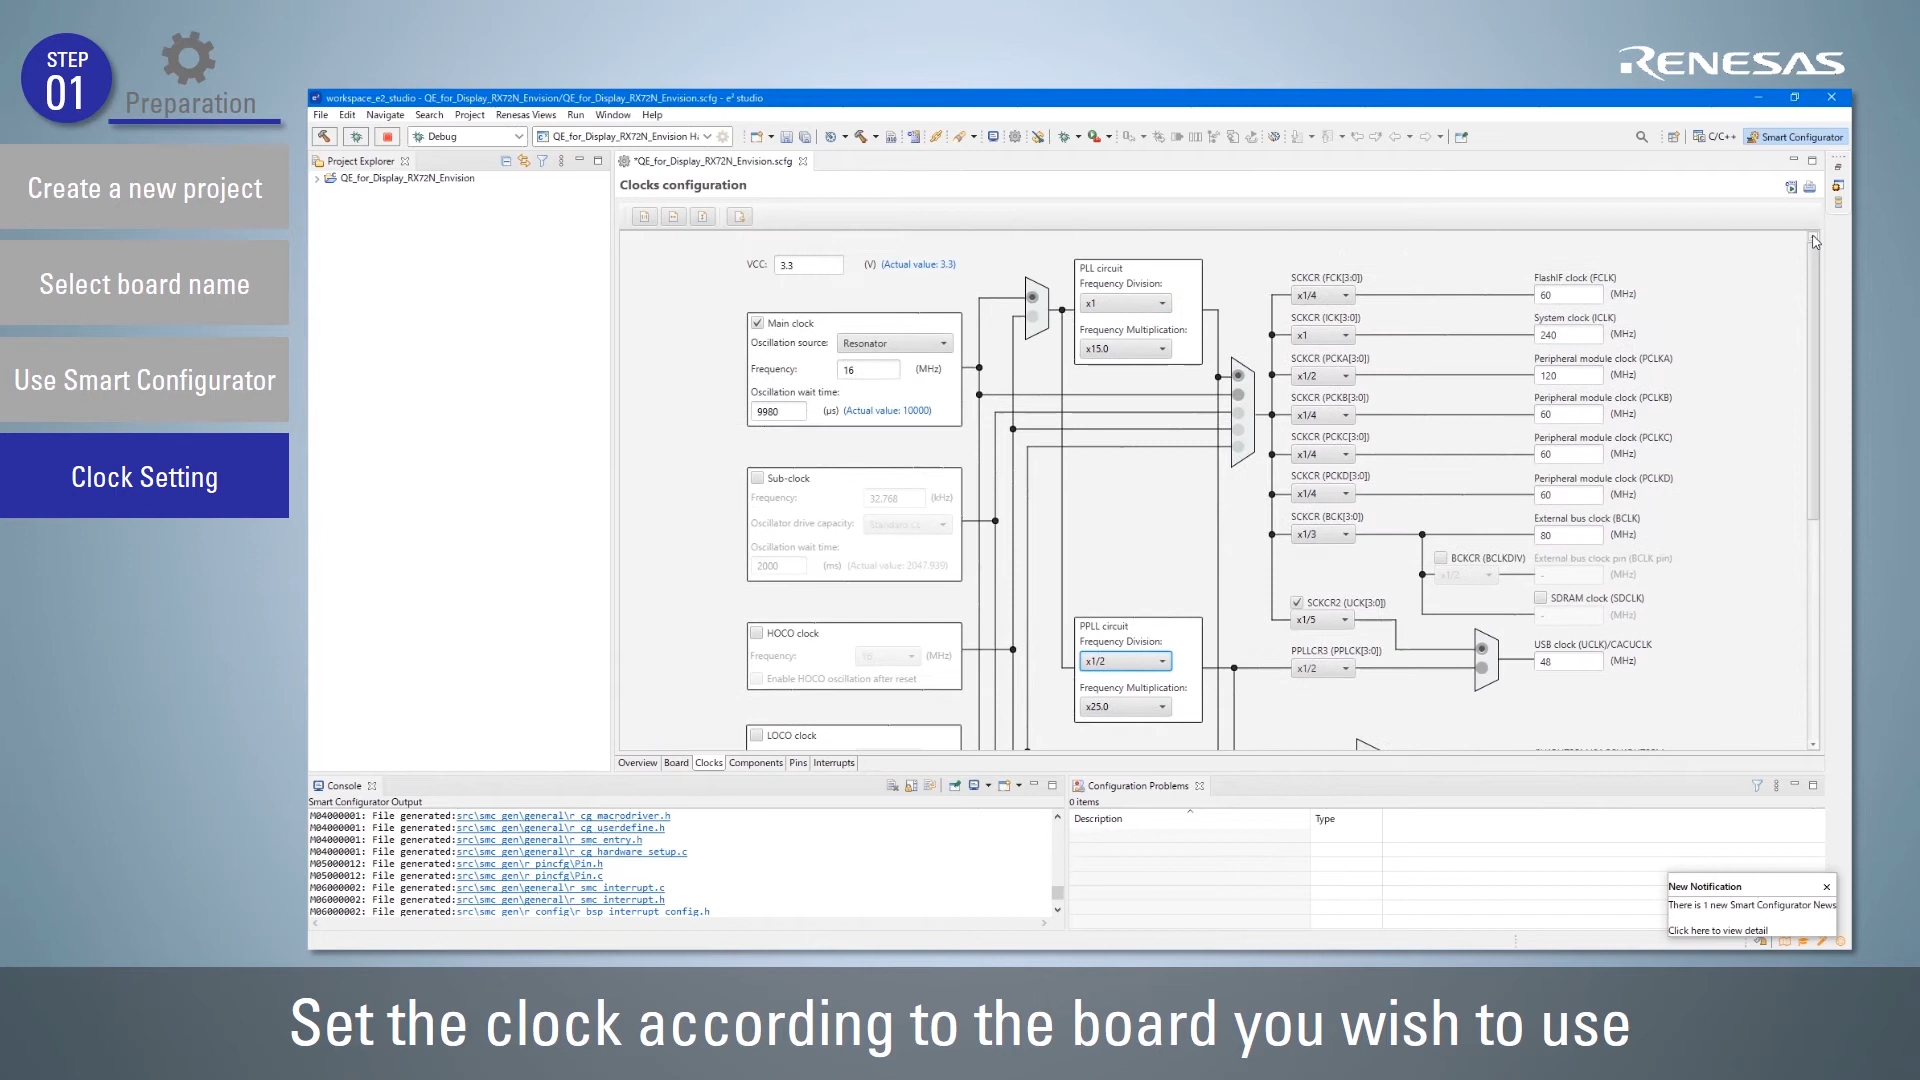 STEP
01
Preparation
RENESAS
Create a new project
Select board name
Use Smart Configurator
Clock Setting
workspace_e2_studio - QE_for_Display_RX72N_Envision/QE_for_Display_RX72N_Envision.scfg - e² studio
File Edit Navigate Search Project Renesas Views Run Window Help
Debug QE_for_Display_RX72N_Envision H C/C++ Smart Configurator
Project Explorer
QE_for_Display_RX72N_Envision
*QE_for_Display_RX72N_Envision.scfg
Clocks configuration
VCC: 3.3 (V) (Actual value: 3.3)
Main clock
Oscillation source: Resonator
Frequency: 16 (MHz)
Oscillation wait time:
9980 (μs) (Actual value: 10000)
Sub-clock
Frequency: 32.768 (kHz)
Oscillator drive capacity: Standard CL
Oscillation wait time:
2000 (ms) (Actual value: 2047.939)
HOCO clock
Frequency: 16 (MHz)
Enable HOCO oscillation after reset
LOCO clock
PLL circuit
Frequency Division:
x1
Frequency Multiplication:
x15.0
PPLL circuit
Frequency Division:
x1/2
Frequency Multiplication:
x25.0
SCKCR (FCK[3:0])
x1/4
SCKCR (ICK[3:0])
x1
SCKCR (PCKA[3:0])
x1/2
SCKCR (PCKB[3:0])
x1/4
SCKCR (PCKC[3:0])
x1/4
SCKCR (PCKD[3:0])
x1/4
SCKCR (BCK[3:0])
x1/3
BCKCR (BCLKDIV)
x1/2
SCKCR2 (UCK[3:0])
x1/5
PPLLCR3 (PPLCK[3:0])
x1/2
FlashIF clock (FCLK)
60 (MHz)
System clock (ICLK)
240 (MHz)
Peripheral module clock (PCLKA)
120 (MHz)
Peripheral module clock (PCLKB)
60 (MHz)
Peripheral module clock (PCLKC)
60 (MHz)
Peripheral module clock (PCLKD)
60 (MHz)
External bus clock (BCLK)
80 (MHz)
External bus clock pin (BCLK pin)
- (MHz)
SDRAM clock (SDCLK)
- (MHz)
USB clock (UCLK)/CACUCLK
48 (MHz)
Overview Board Clocks Components Pins Interrupts
Console
Smart Configurator Output
M04000001: File generated:src\smc_gen\general\r_cg_macrodriver.h
M04000001: File generated:src\smc_gen\general\r_cg_userdefine.h
M04000001: File generated:src\smc_gen\general\r_smc_entry.h
M04000001: File generated:src\smc_gen\general\r_cg_hardware_setup.c
M05000012: File generated:src\smc_gen\r_pincfg\Pin.h
M05000012: File generated:src\smc_gen\r_pincfg\Pin.c
M06000002: File generated:src\smc_gen\general\r_smc_interrupt.c
M06000002: File generated:src\smc_gen\general\r_smc_interrupt.h
M06000002: File generated:src\smc_gen\r_config\r_bsp_interrupt_config.h
Configuration Problems
0 items
Description Type
New Notification
There is 1 new Smart Configurator News
Click here to view detail
Set the clock according to the board you wish to use